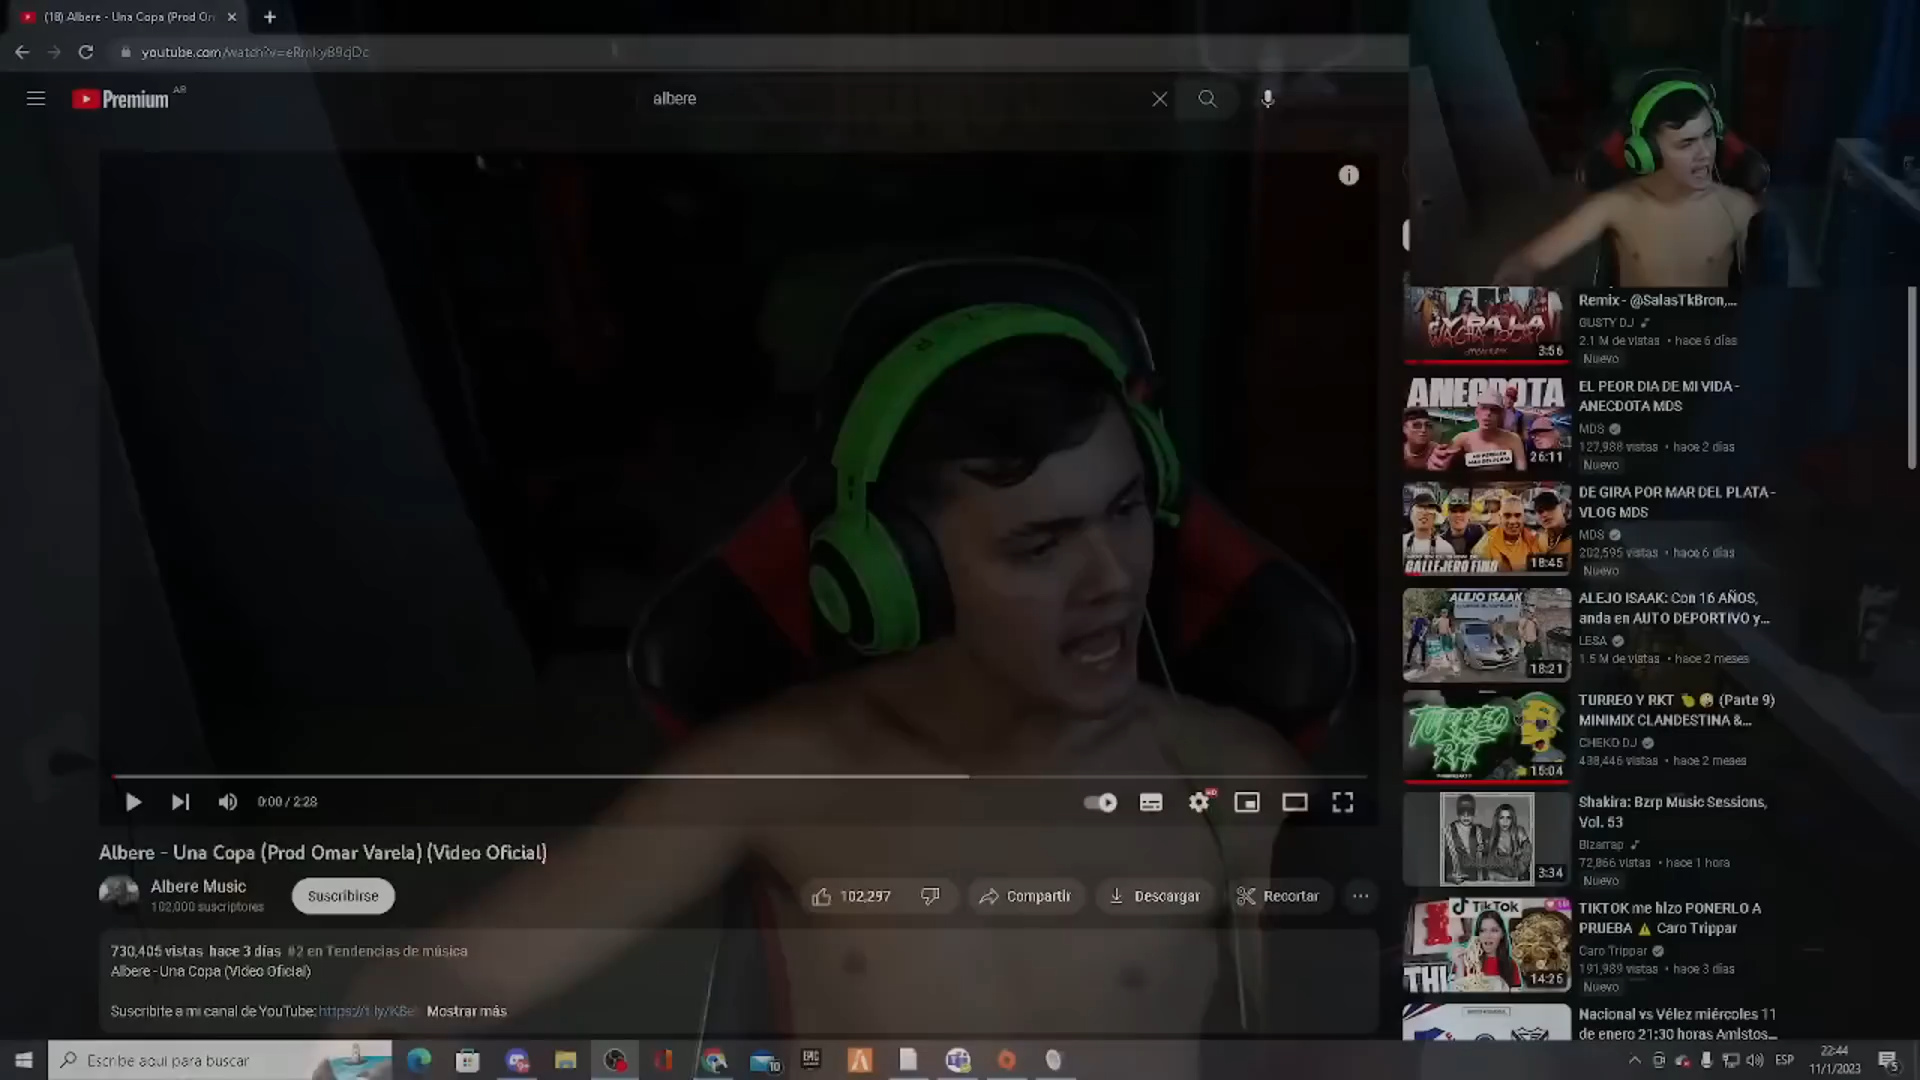 (18) Albere - Una Copa (Prod Om
youtube.com/watch?v=eRmkyB9qDc
Premium AR
albere
0:00 / 2:28
Albere - Una Copa (Prod Omar Varela) (Video Oficial)
Albere Music
102,000 suscriptores
Suscribirse
102,297
Compartir
Descargar
Recortar
730,405 vistas hace 3 días #2 en Tendencias de música
Albere - Una Copa (Video Oficial)
Suscribite a mi canal de YouTube: Mostrar más
Remix - @SalasTkBron,...
GUSTY DJ
2.1 M de vistas • hace 6 días
Nuevo
3:56
EL PEOR DIA DE MI VIDA -
ANECDOTA MDS
MDS
127,988 vistas • hace 2 días
Nuevo
ANECDOTA
26:11
DE GIRA POR MAR DEL PLATA -
VLOG MDS
MDS
202,595 vistas • hace 6 días
Nuevo
CALLEJERO FINO
18:45
ALEJO ISAAK: Con 16 AÑOS,
anda en AUTO DEPORTIVO y...
LESA
1.5 M de vistas • hace 2 meses
ALEJO ISAAK
18:21
TURREO Y RKT 🍋 🥴 (Parte 9)
MINIMIX CLANDESTINA &...
CHEKO DJ
438,446 vistas • hace 2 meses
TURREO
15:04
Shakira: Bzrp Music Sessions,
Vol. 53
Bizarrap
72,866 vistas • hace 1 hora
Nuevo
3:34
TIKTOK me hizo PONERLO A
PRUEBA ⚠ Caro Trippar
Caro Trippar
191,989 vistas • hace 3 días
Nuevo
TikTok
14:25
Nacional vs Vélez miércoles 11
de enero 21:30 horas Amistos...
Escribe aquí para buscar
EPIC
10
ESP
22:44
11/1/2023
5